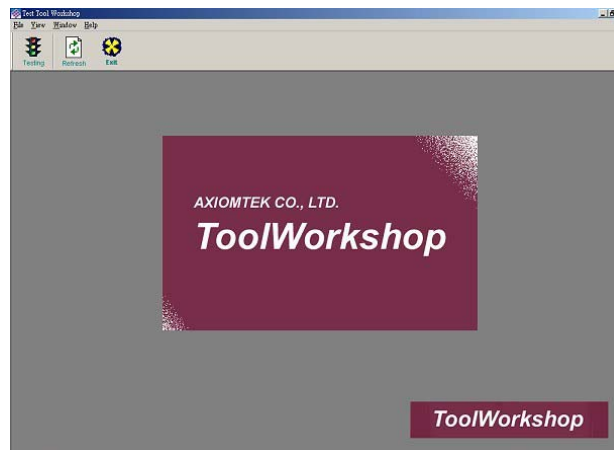 Test Tool Workshop
File View Window Help
Testing Refresh Exit
AXIOMTEK CO., LTD.
ToolWorkshop
ToolWorkshop